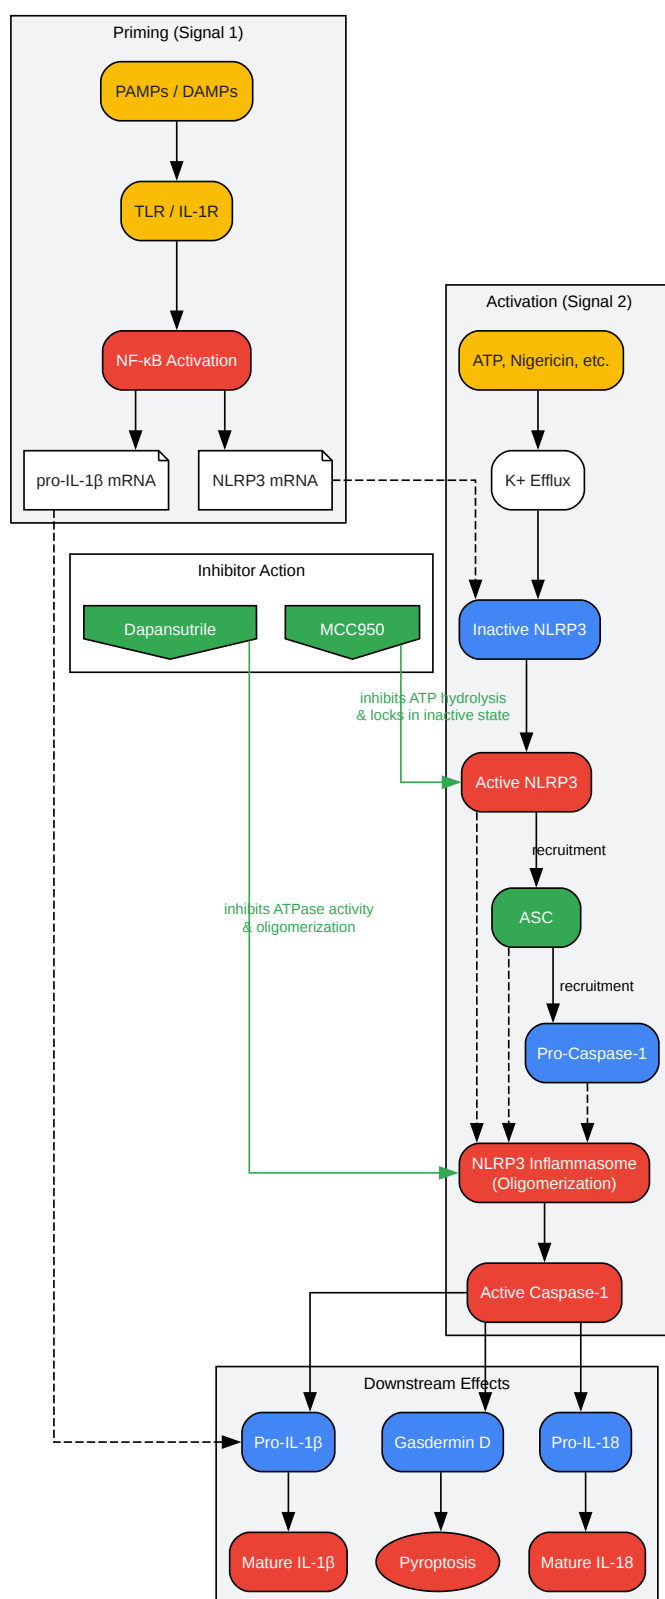 Priming (Signal 1)
PAMPs / DAMPs
TLR / IL-1R
NF-κB Activation
pro-IL-1β mRNA
NLRP3 mRNA
Activation (Signal 2)
ATP, Nigericin, etc.
K+ Efflux
Inactive NLRP3
Inhibitor Action
Dapansutrile
MCC950
inhibits ATP hydrolysis
& locks in inactive state
Active NLRP3
recruitment
ASC
inhibits ATPase activity
& oligomerization
recruitment
Pro-Caspase-1
NLRP3 Inflammasome
(Oligomerization)
Active Caspase-1
Downstream Effects
Pro-IL-1β
Gasdermin D
Pro-IL-18
Mature IL-1β
Pyroptosis
Mature IL-18